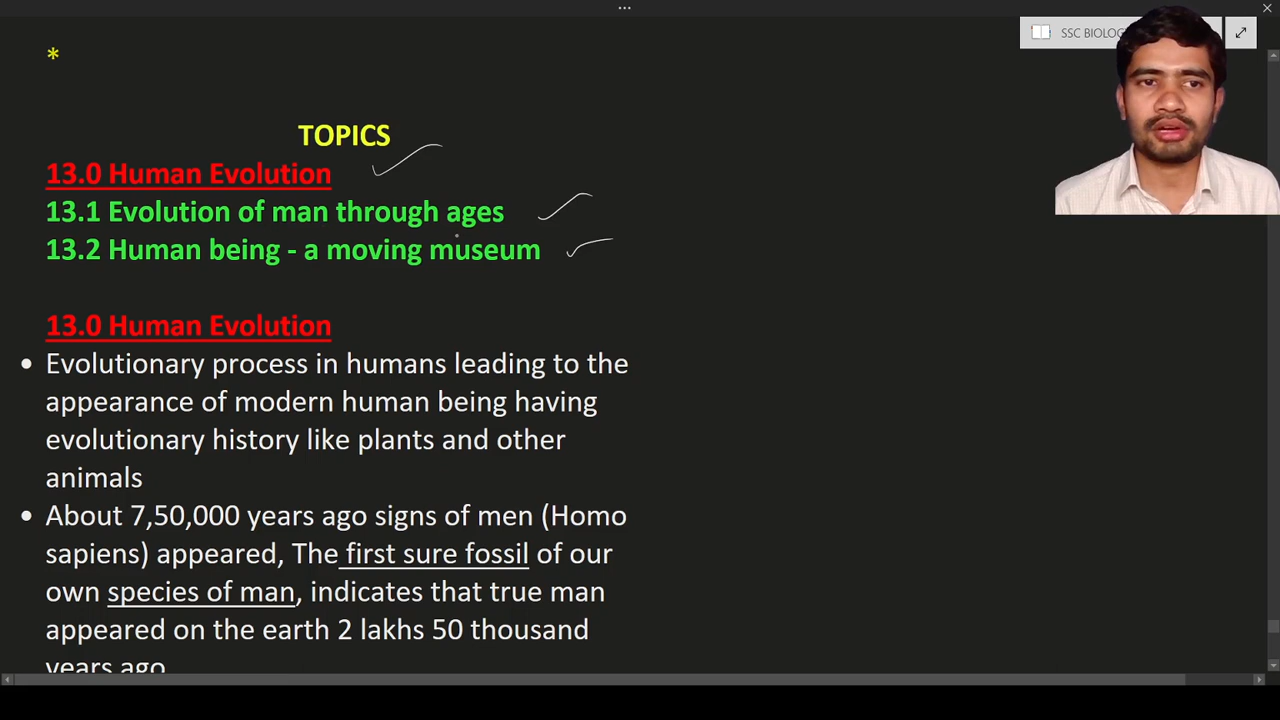 SSC BIOLOG
*
TOPICS
13.0 Human Evolution
13.1 Evolution of man through ages
13.2 Human being - a moving museum
13.0 Human Evolution
• Evolutionary process in humans leading to the
appearance of modern human being having
evolutionary history like plants and other
animals
• About 7,50,000 years ago signs of men (Homo
sapiens) appeared, The first sure fossil of our
own species of man, indicates that true man
appeared on the earth 2 lakhs 50 thousand
years ago